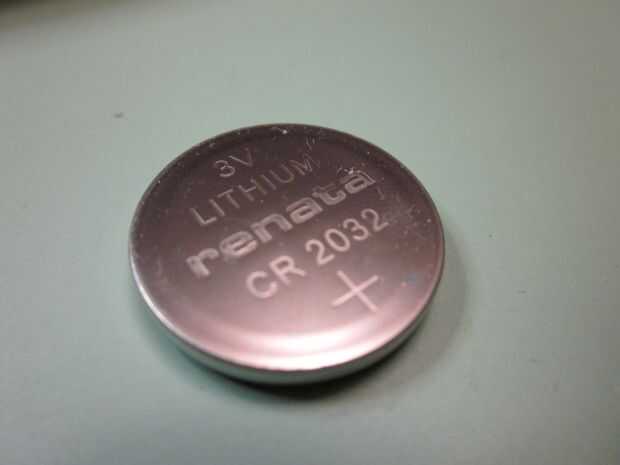 3V
LITHIUM
renata
CR 2032
+